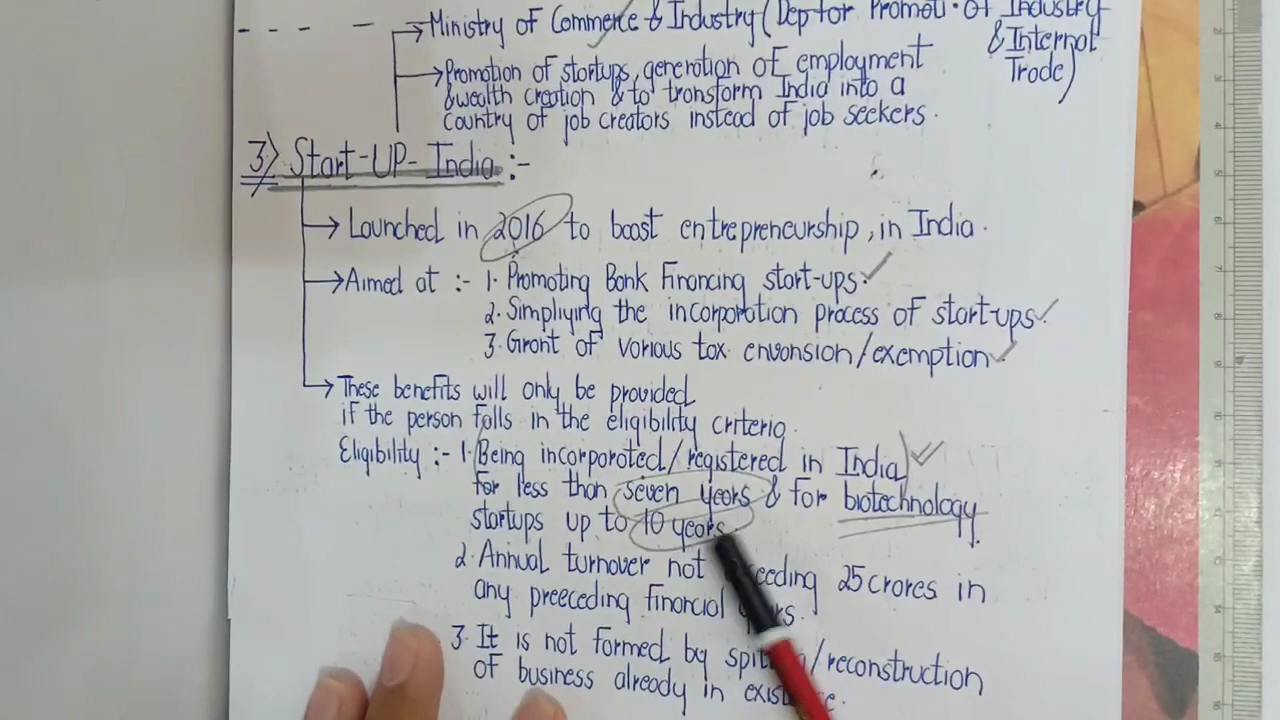 Ministry of Commerce & Industry (Dep for Promoti. of Industry
& Internal
Trade)
Promotion of startups, generation of employment
& wealth creation & to transform India into a
country of job creators instead of job seekers.
3) Start-UP-India :-
Launched in 2016 to boost entrepreneurship, in India.
Aimed at :- 1. Promoting Bank Financing start-ups.
2. Simpliying the incorporation process of start-ups.
3. Grant of various tax envonsion/exemption
These benefits will only be provided
if the person falls in the eligibility criteria.
Eligibility :- 1. Being incorporated/registered in India
for less than seven years & for biotechnology
startups up to 10 years.
2. Annual turnover not 25 crores in
any preeceding financial
3. It is not formed by /reconstruction
of business already in